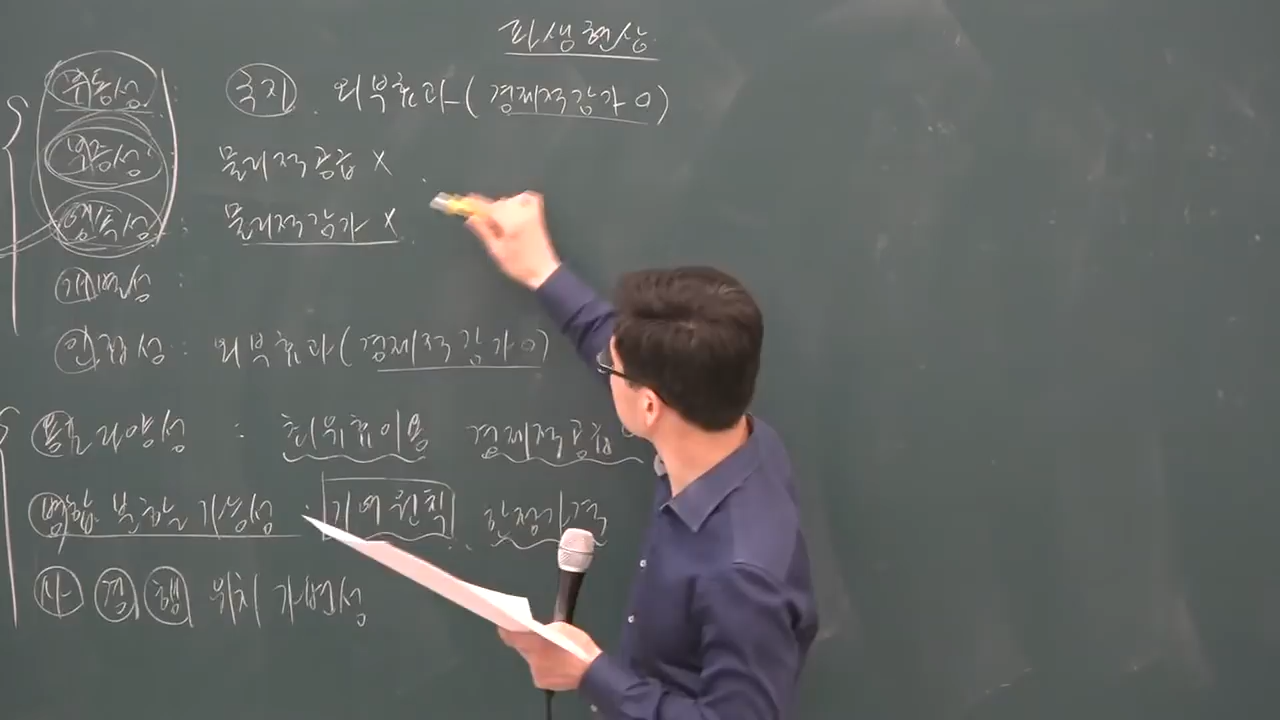 파생현상
부동성 : 국지 . 외부효과 (경제적감가 O)
부증성 : 물리적공급 X
영속성 : 물리적감가 X
개별성 :
인접성 : 외부효과 (경제적감가 O)
용도의 다양성 : 최유효이용 경제적공급
병합.분할 가능성 : 기여원칙 한정가격
사 경 행 위치 가변성